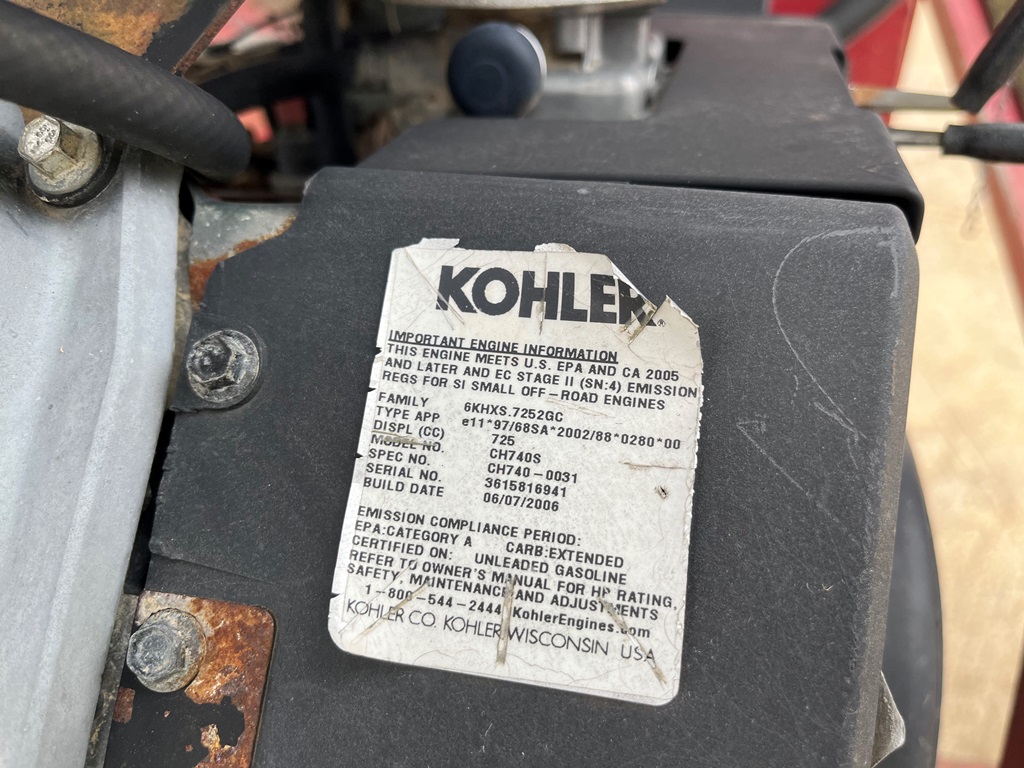 KOHLER®
IMPORTANT ENGINE INFORMATION
THIS ENGINE MEETS U.S. EPA AND CA 2005
AND LATER AND EC STAGE II (SN:4) EMISSION
REGS FOR SI SMALL OFF-ROAD ENGINES
FAMILY 6KHXS.7252GC
TYPE APP e11*97/68SA*2002/88*0280*00
DISPL (CC) 725
MODEL NO. CH740S
SPEC NO. CH740-0031
SERIAL NO. 3615816941
BUILD DATE 06/07/2006
EMISSION COMPLIANCE PERIOD:
EPA:CATEGORY A CARB:EXTENDED
CERTIFIED ON: UNLEADED GASOLINE
REFER TO OWNER'S MANUAL FOR HP RATING,
SAFETY, MAINTENANCE AND ADJUSTMENTS
1-800-544-2444 KohlerEngines.com
KOHLER CO. KOHLER WISCONSIN USA